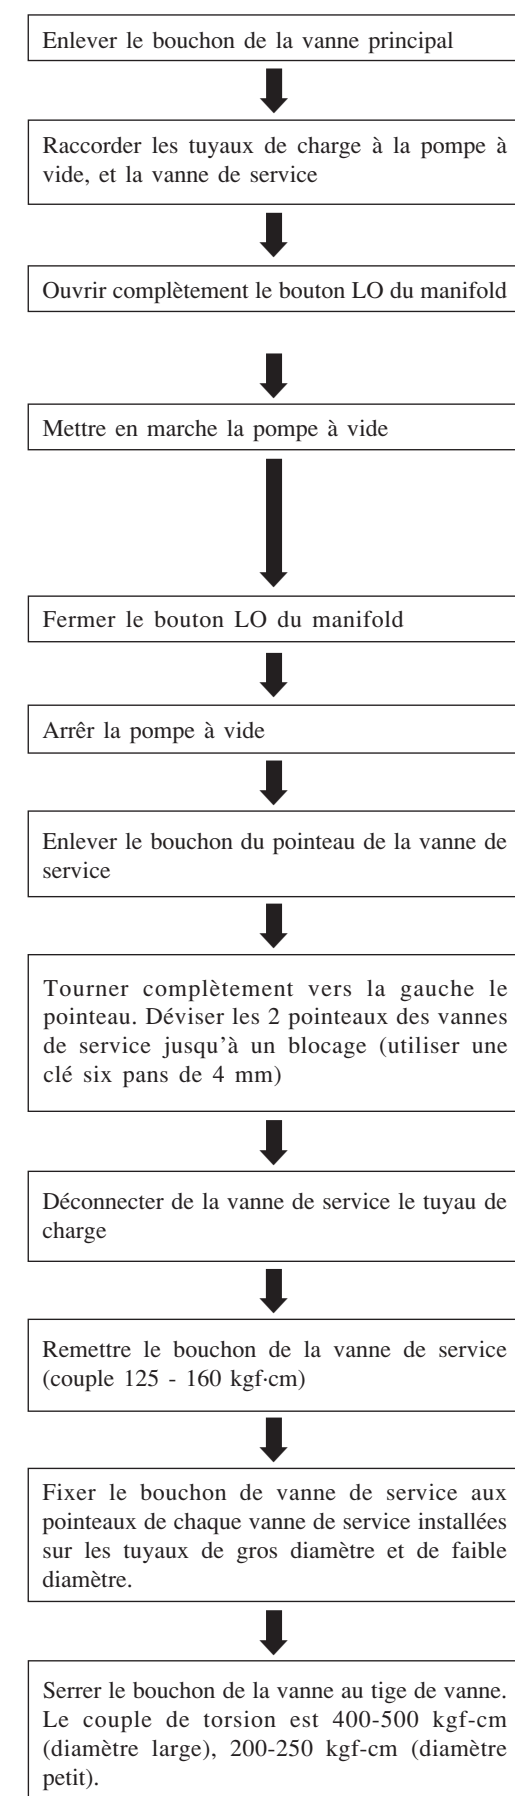 Enlever le bouchon de la vanne principal
Raccorder les tuyaux de charge à la pompe à
vide, et la vanne de service
Ouvrir complètement le bouton LO du manifold
Mettre en marche la pompe à vide
Fermer le bouton LO du manifold
Arrêr la pompe à vide
Enlever le bouchon du pointeau de la vanne de
service
Tourner complètement vers la gauche le
pointeau. Déviser les 2 pointeaux des vannes
de service jusqu'à un blocage (utiliser une
clé six pans de 4 mm)
Déconnecter de la vanne de service le tuyau de
charge
Remettre le bouchon de la vanne de service
(couple 125 - 160 kgf·cm)
Fixer le bouchon de vanne de service aux
pointeaux de chaque vanne de service installées
sur les tuyaux de gros diamètre et de faible
diamètre.
Serrer le bouchon de la vanne au tige de vanne.
Le couple de torsion est 400-500 kgf-cm
(diamètre large), 200-250 kgf-cm (diamètre
petit).